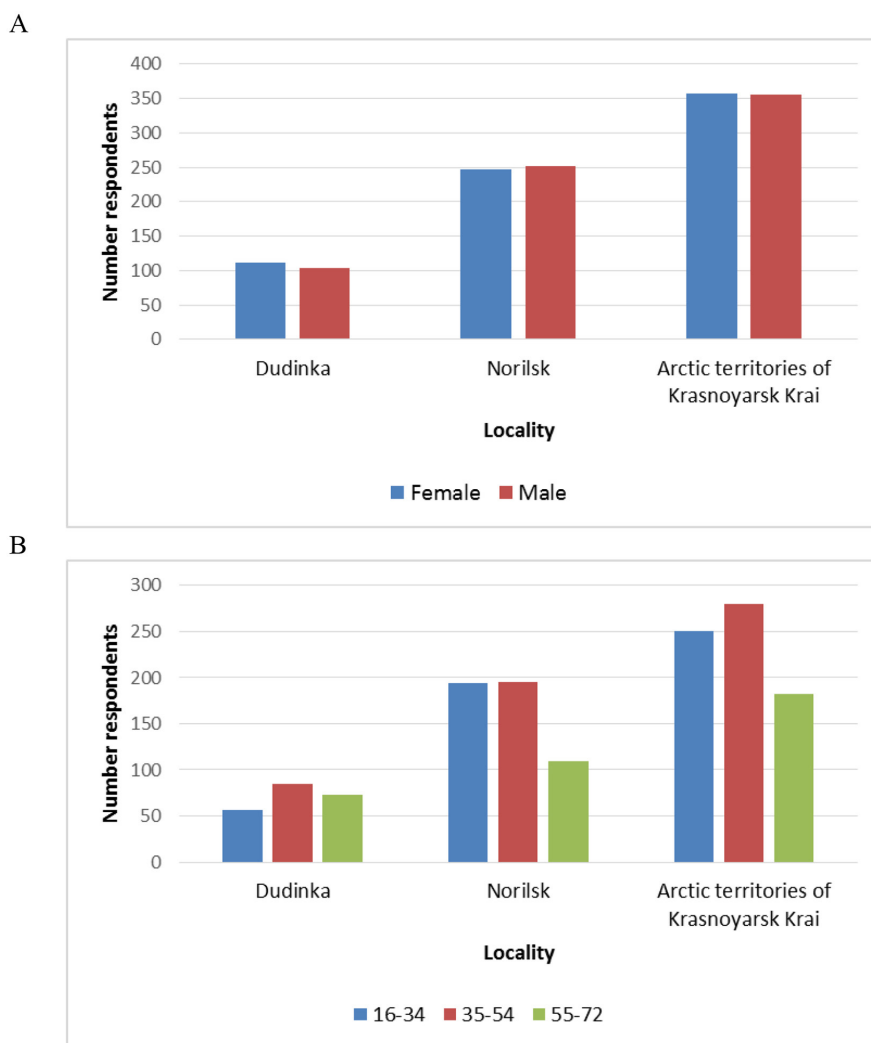 A
400
350
300
250
200
150
100
50
0
Number respondents
Dudinka
Norilsk
Arctic territories of
Krasnoyarsk Krai
Locality
Female
Male
B
300
250
200
150
100
50
0
Number respondents
Dudinka
Norilsk
Arctic territories of
Krasnoyarsk Krai
Locality
16-34
35-54
55-72